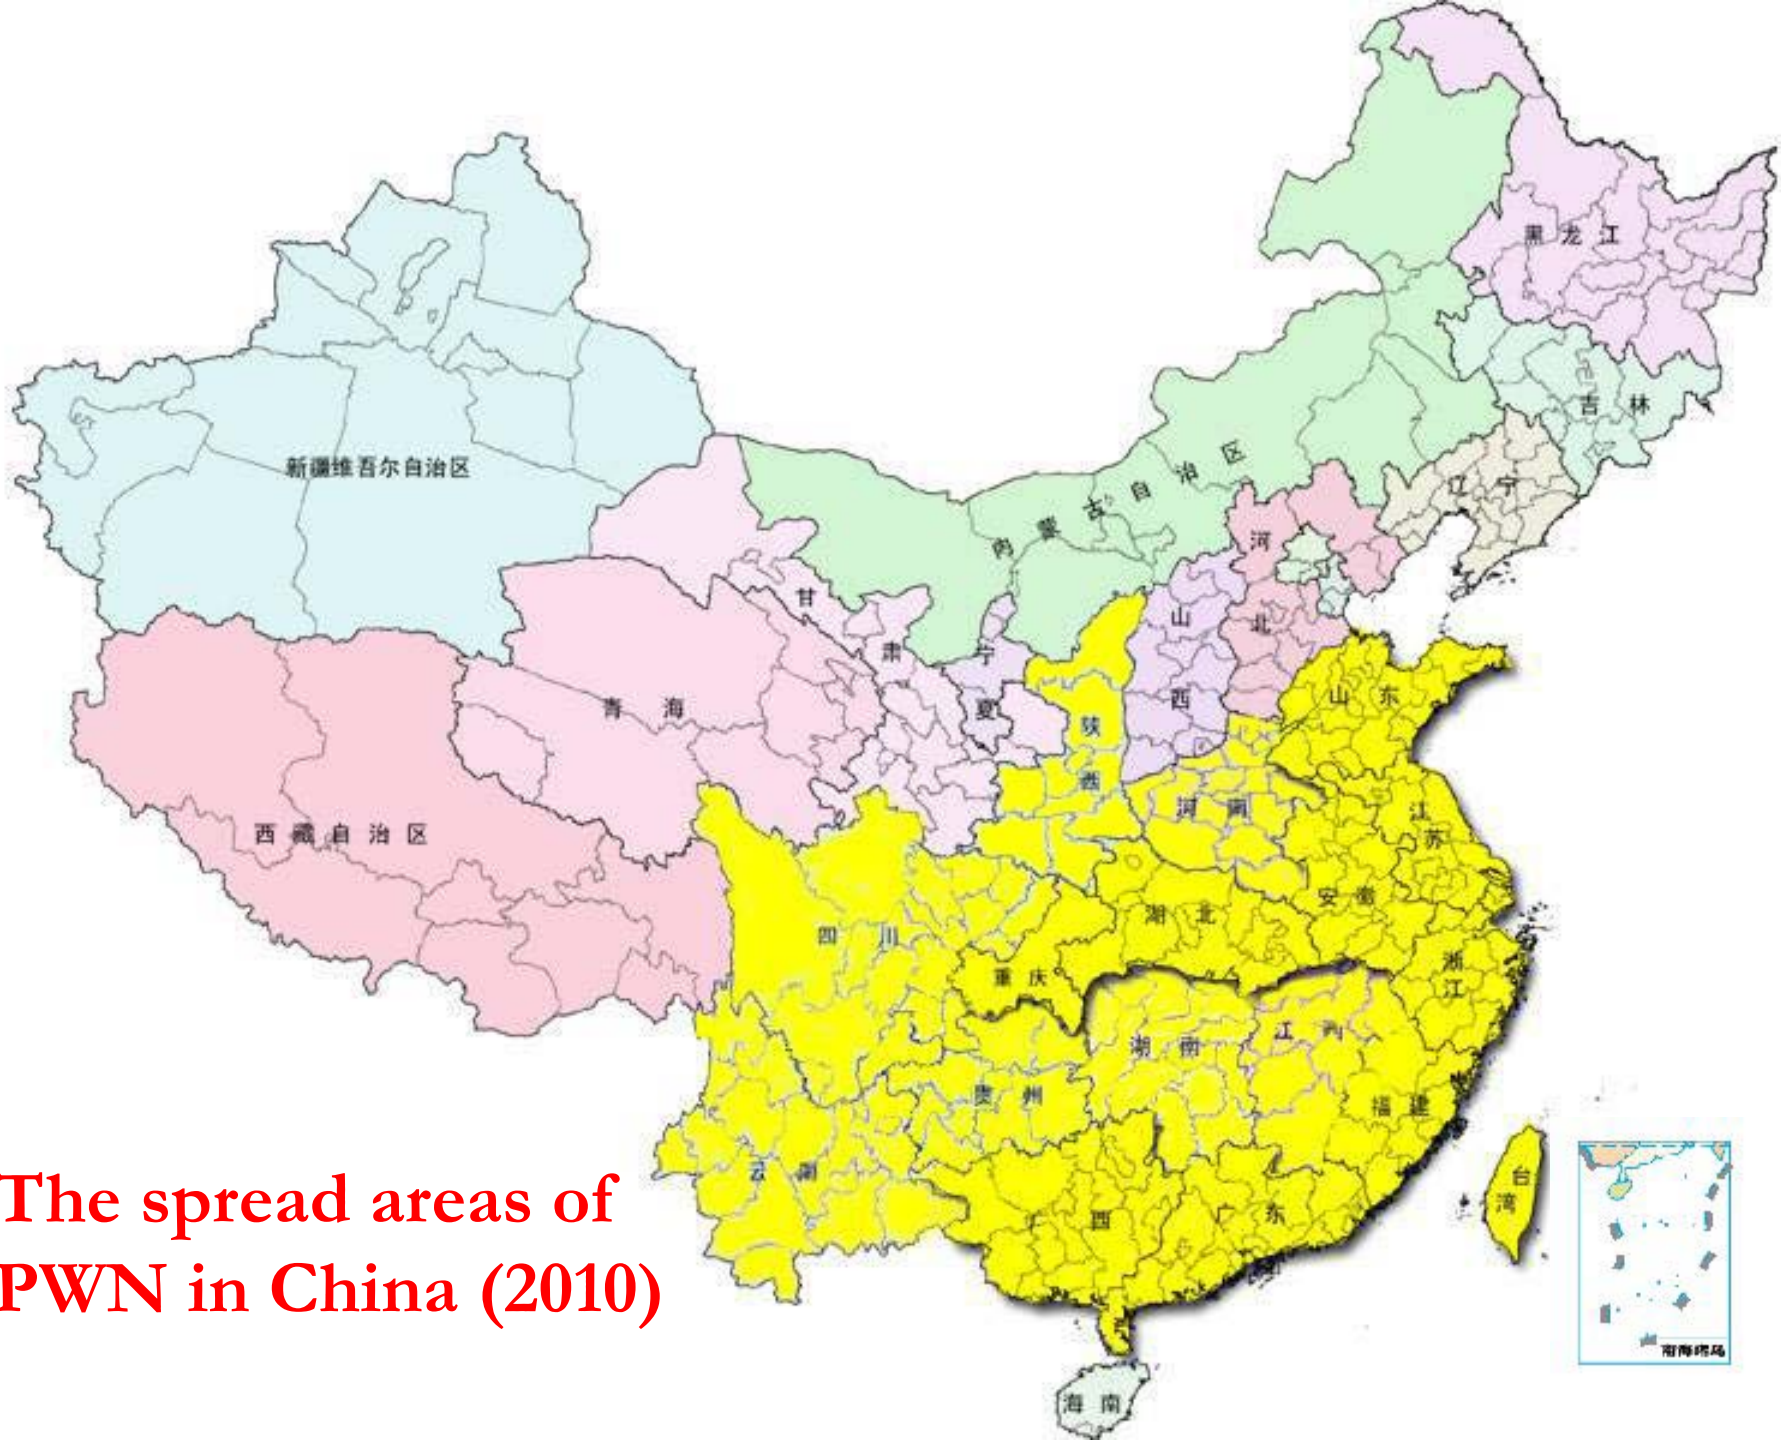 黑龙江
吉林
辽宁
新疆维吾尔自治区
内蒙古自治区
河北
山西
甘肃
宁夏
青海
陕西
山东
河南
江苏
西藏自治区
安徽
四川
湖北
重庆
浙江
湖南
江西
贵州
福建
云南
广西
广东
台湾
海南
南海诸岛
The spread areas of
PWN in China (2010)